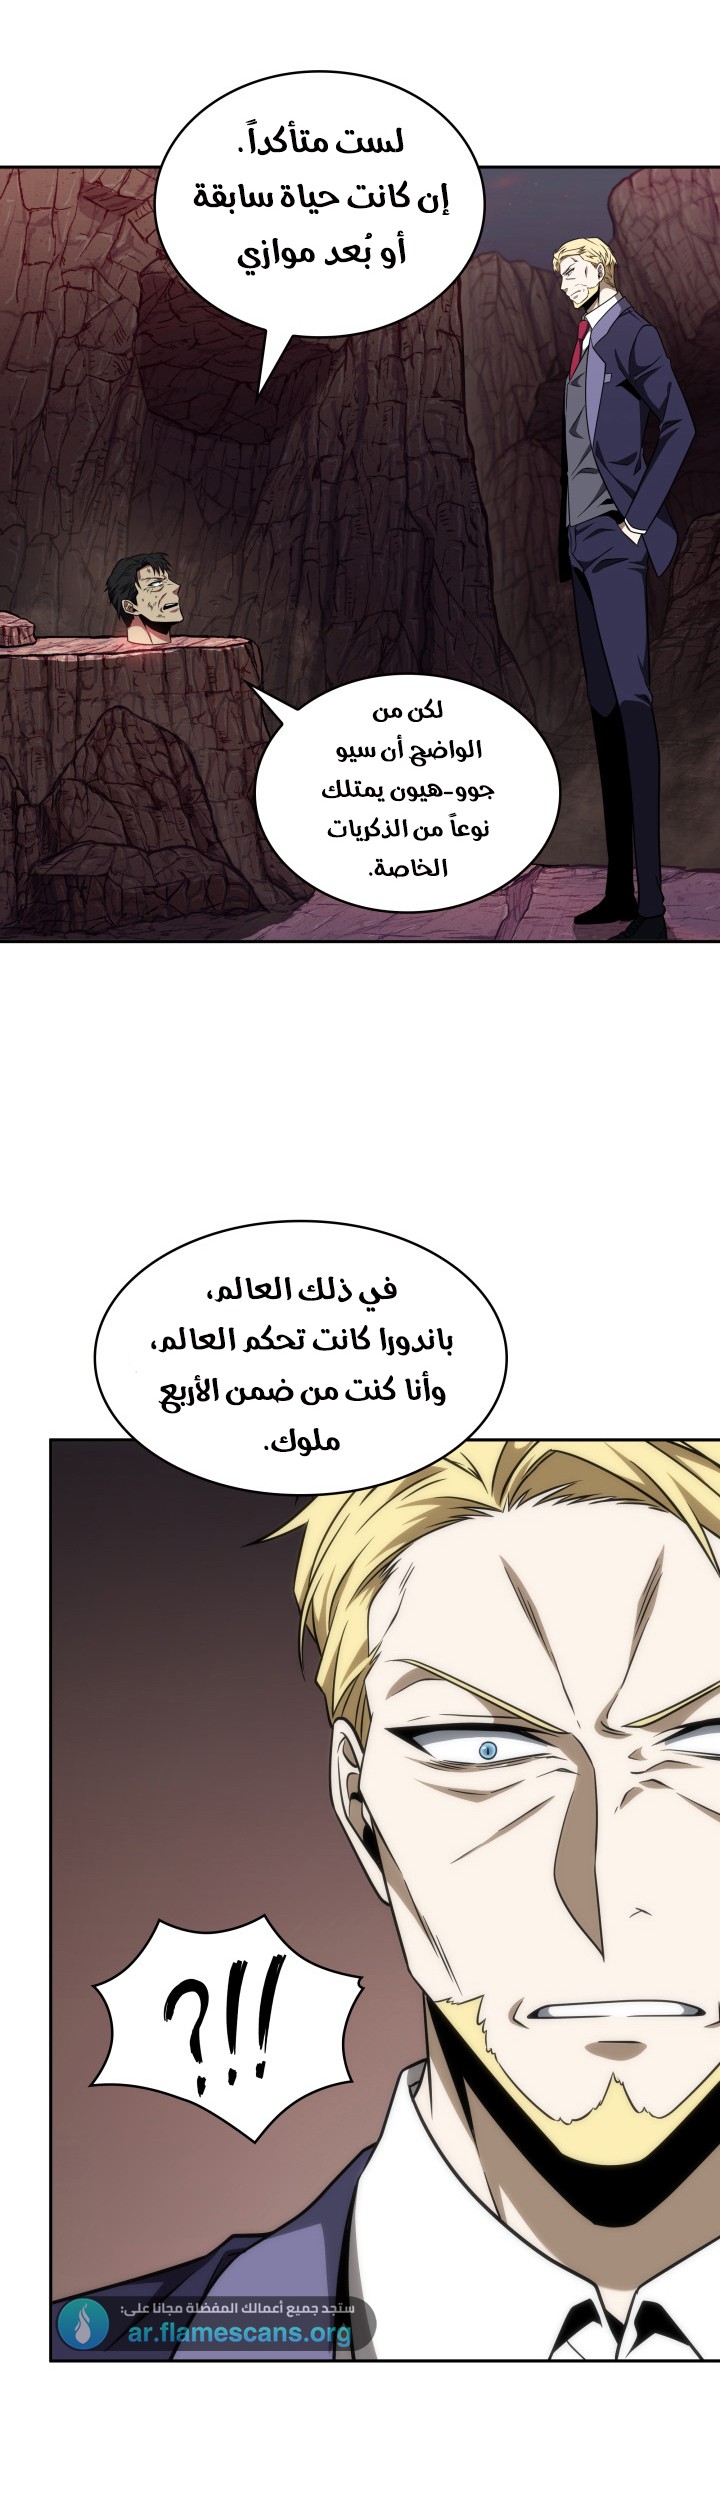 لست متأكداً.
إن كانت حياة سابقة
أو بُعد موازي
لكن من
الواضح أن سيو
جوو-هيون يمتلك
نوعاً من الذكريات
الخاصة.
في ذلك العالم،
باندورا كانت تحكم العالم،
وأنا كنت من ضمن الأربع
ملوك.
؟!!!
ستجد جميع أعمالك المفضلة مجانا على:
ar.flamescans.org